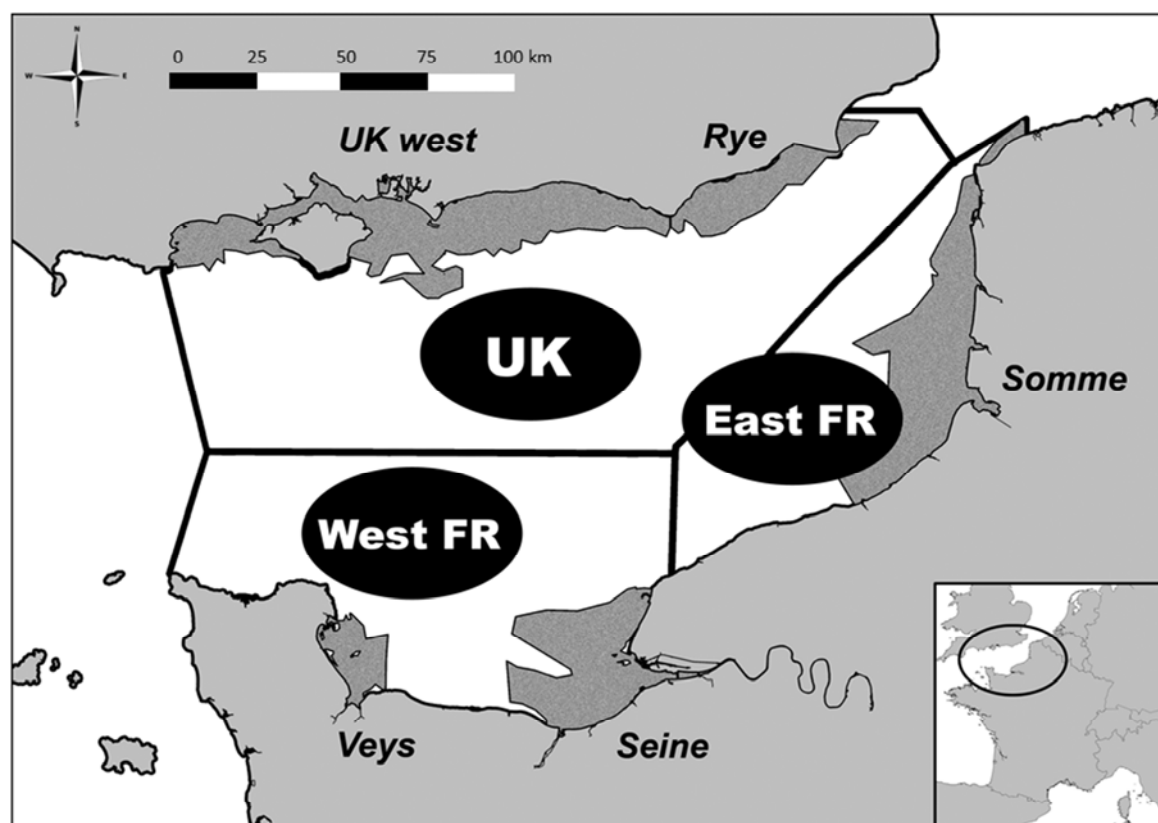 N
W E
S
0 25 50 75 100 km
UK west
Rye
UK
Somme
East FR
West FR
Veys
Seine